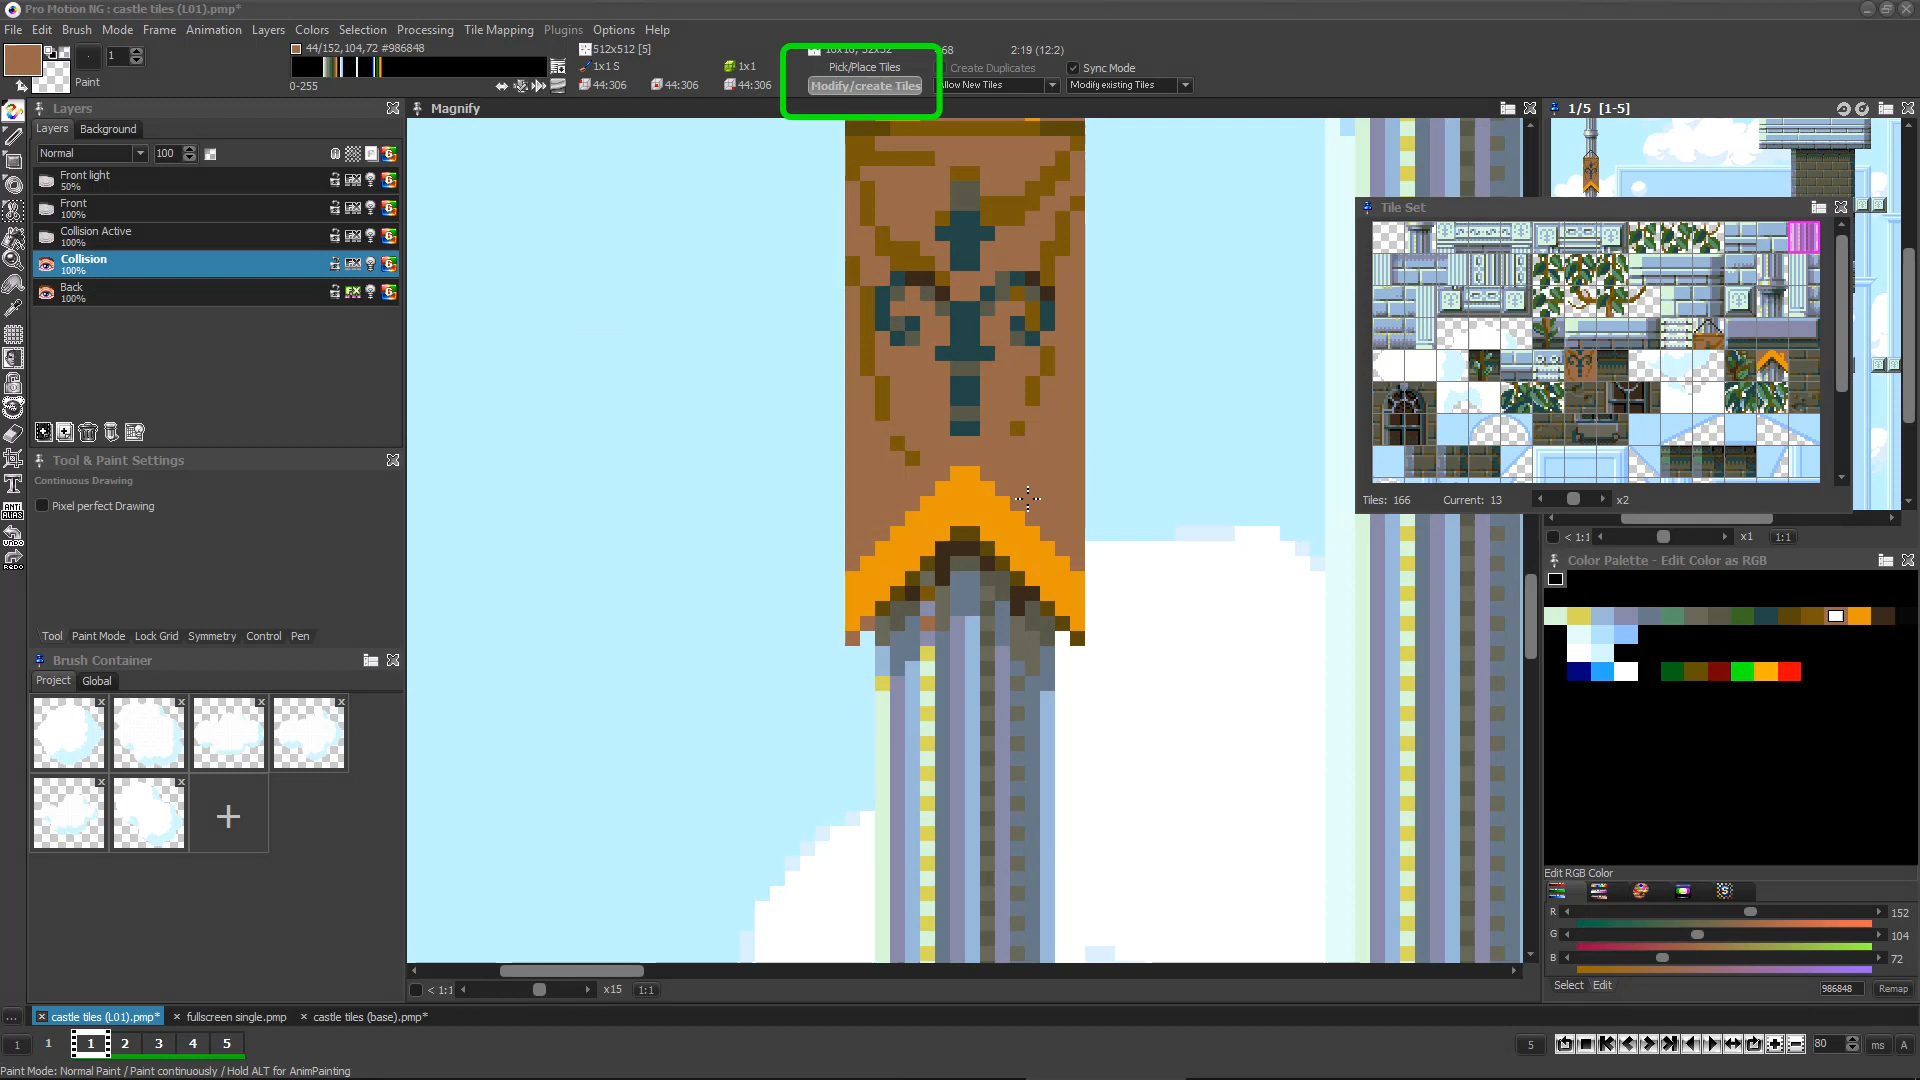 Pro Motion NG : castle tiles (L01).pmp*
File Edit Brush Mode Frame Animation Layers Colors Selection Processing Tile Mapping Plugins Options Help
44/152,104,72 #986848
512x512 [5]
16x16, 32x32
68
2:19 (12:2)
1
1x1 S
1x1
Pick/Place Tiles
Create Duplicates
Sync Mode
Paint
0-255
44:306
44:306
44:306
Modify/create Tiles
Allow New Tiles
Modify existing Tiles
Layers
Magnify
1/5 [1-5]
Layers Background
Normal 100
Front light
50%
Front
100%
Collision Active
100%
Collision
100%
Back
100%
Tile Set
Tiles: 166 Current: 13 x2
Tool & Paint Settings
Continuous Drawing
Pixel perfect Drawing
ANTI
ALIAS
UNDO
REDO
< 1:1 x1 1:1
Color Palette - Edit Color as RGB
Tool Paint Mode Lock Grid Symmetry Control Pen
Brush Container
Project Global
Edit RGB Color
R 152
G 104
B 72
Select Edit 986848 Remap
< 1:1 x15 1:1
... castle tiles (L01).pmp* fullscreen single.pmp castle tiles (base).pmp*
1 1 1 2 3 4 5
5 80 ms A
Paint Mode: Normal Paint / Paint continuously / Hold ALT for AnimPainting